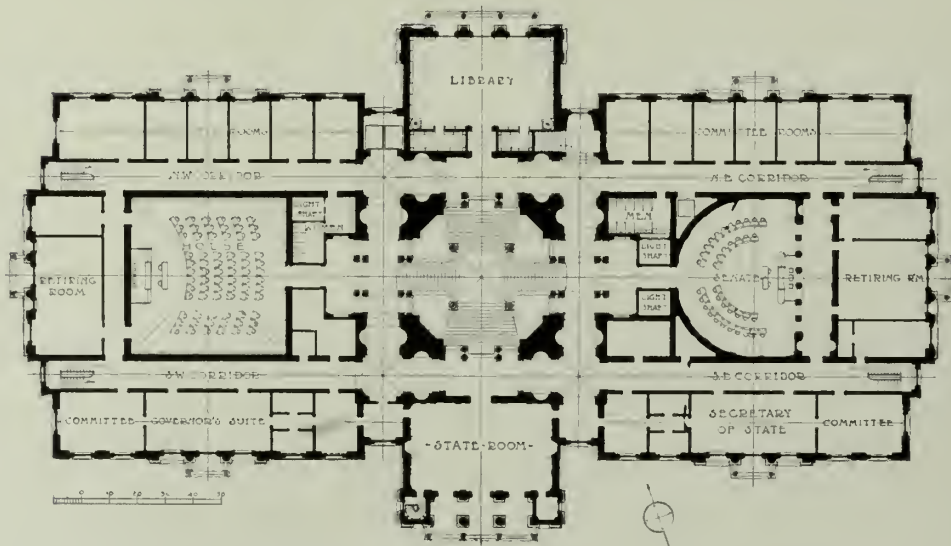 LIBRARY
ROOMS
COMMITTEE ROOMS
N.W. CORRIDOR
N.E. CORRIDOR
LIGHT
SHAFT
WOMEN
MEN
LIGHT
SHAFT
HOUSE
SENATE
RETIRING
ROOM
RETIRING RM
LIGHT
SHAFT
S.W. CORRIDOR
S.E. CORRIDOR
COMMITTEE
GOVERNOR'S SUITE
-STATE-ROOM-
SECRETARY
OF STATE
COMMITTEE
0 10 20 30 40 50